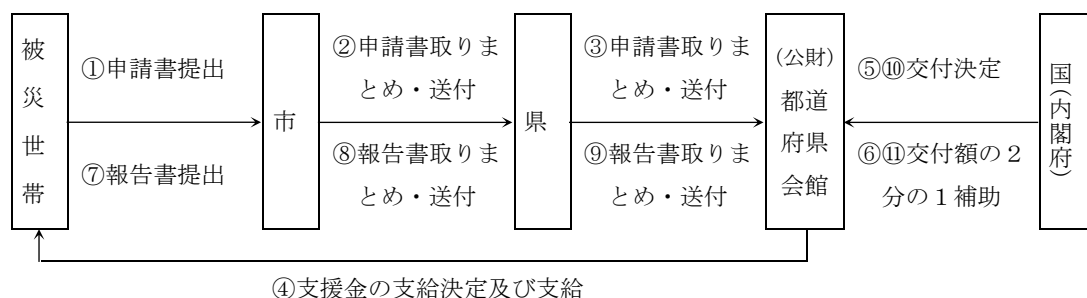 被災世帯
①申請書提出
⑦報告書提出
市
②申請書取りま
とめ・送付
⑧報告書取りま
とめ・送付
県
③申請書取りま
とめ・送付
⑨報告書取りま
とめ・送付
(公財)
都道
府県
会館
⑤⑩交付決定
⑥⑪交付額の2
分の1補助
国(内閣府)
④支援金の支給決定及び支給